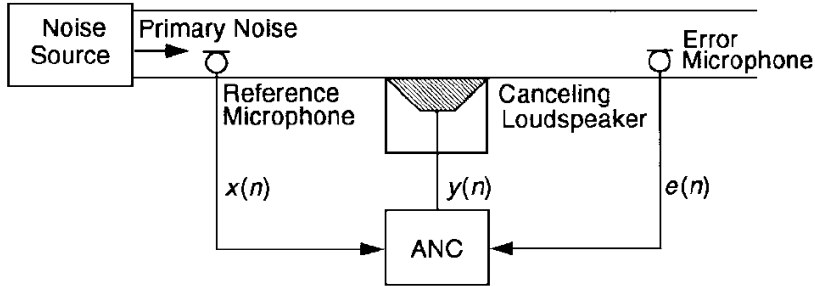 Noise
Source
Primary Noise
Reference
Microphone
Canceling
Loudspeaker
Error
Microphone
x(n)
y(n)
e(n)
ANC